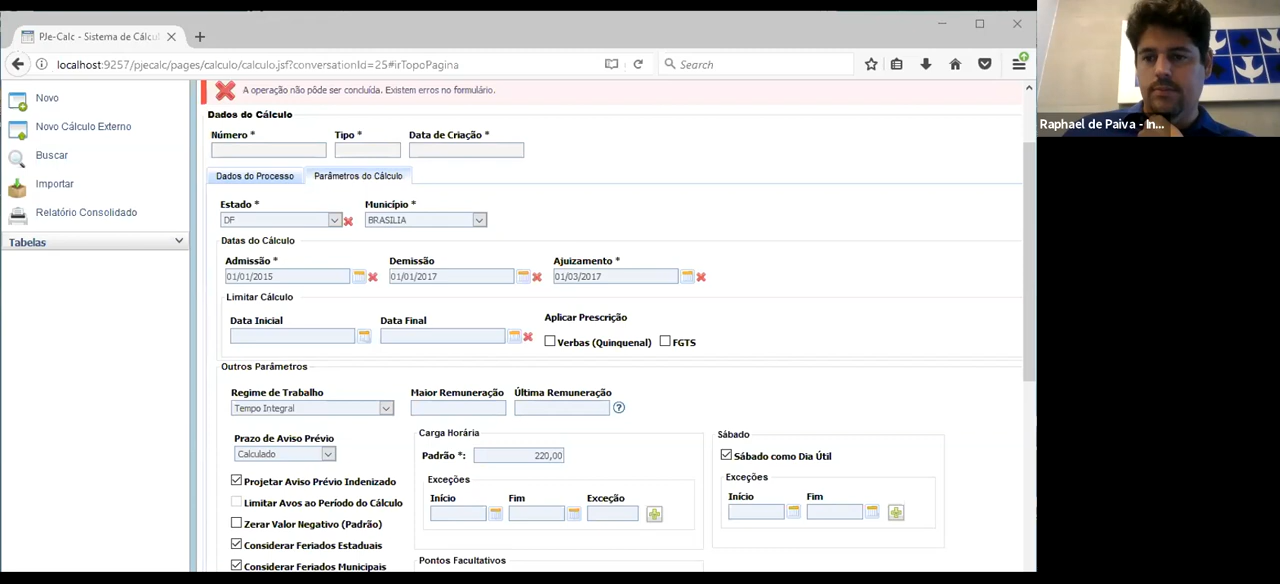 PJe-Calc - Sistema de Cálcul
localhost:9257/pjecalc/pages/calculo/calculo.jsf?conversationId=25#irTopoPagina
Search
Raphael de Paiva - In...
Novo
Novo Cálculo Externo
Buscar
Importar
Relatório Consolidado
Tabelas
A operação não pôde ser concluída. Existem erros no formulário.
Dados do Cálculo
Número * Tipo * Data de Criação *
Dados do Processo Parâmetros do Cálculo
Estado * Município *
DF BRASILIA
Datas do Cálculo
Admissão * Demissão Ajuizamento *
01/01/2015 01/01/2017 01/03/2017
Limitar Cálculo
Data Inicial Data Final Aplicar Prescrição
Verbas (Quinquenal) FGTS
Outros Parâmetros
Regime de Trabalho Maior Remuneração Última Remuneração
Tempo Integral
Prazo de Aviso Prévio
Calculado
Projetar Aviso Prévio Indenizado
Limitar Avos ao Período do Cálculo
Zerar Valor Negativo (Padrão)
Considerar Feriados Estaduais
Considerar Feriados Municipais
Carga Horária
Padrão *: 220,00
Exceções
Início Fim Exceção
Pontos Facultativos
Sábado
Sábado como Dia Útil
Exceções
Início Fim